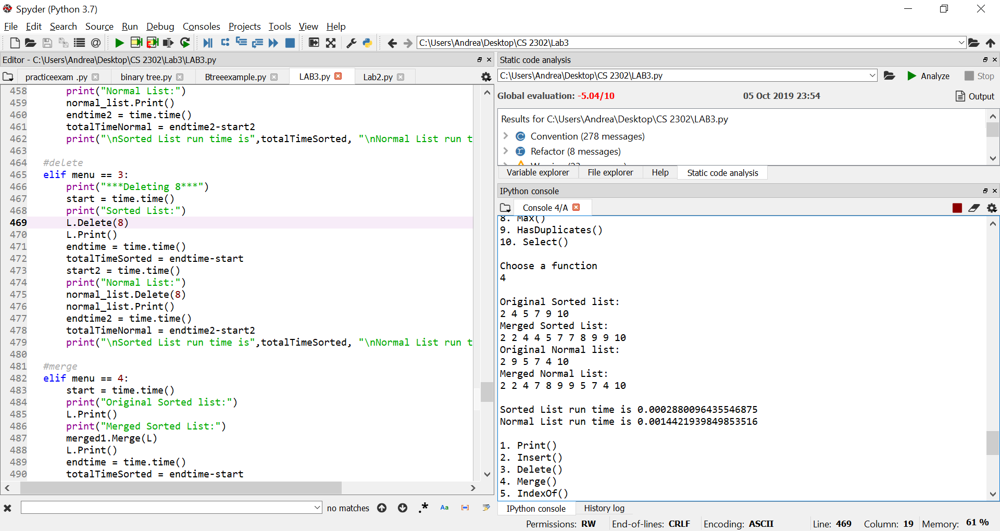 Spyder (Python 3.7)
File Edit Search Source Run Debug Consoles Projects Tools View Help
C:\Users\Andrea\Desktop\CS 2302\Lab3
Editor - C:\Users\Andrea\Desktop\CS 2302\Lab3\LAB3.py
practiceexam .py binary tree.py Btreeexample.py LAB3.py Lab2.py
458 print("Normal List:")
459 normal_list.Print()
460 endtime2 = time.time()
461 totalTimeNormal = endtime2-start2
462 print("\nSorted List run time is",totalTimeSorted, "\nNormal List run t
463
464 #delete
465 elif menu == 3:
466 print("***Deleting 8***")
467 start = time.time()
468 print("Sorted List:")
469 L.Delete(8)
470 L.Print()
471 endtime = time.time()
472 totalTimeSorted = endtime-start
473 start2 = time.time()
474 print("Normal List:")
475 normal_list.Delete(8)
476 normal_list.Print()
477 endtime2 = time.time()
478 totalTimeNormal = endtime2-start2
479 print("\nSorted List run time is",totalTimeSorted, "\nNormal List run t
480
481 #merge
482 elif menu == 4:
483 start = time.time()
484 print("Original Sorted list:")
485 L.Print()
486 print("Merged Sorted List:")
487 merged1.Merge(L)
488 L.Print()
489 endtime = time.time()
490 totalTimeSorted = endtime-start
no matches .* Aa
Static code analysis
C:\Users\Andrea\Desktop\CS 2302\LAB3.py Analyze Stop
Global evaluation: -5.04/10 05 Oct 2019 23:54 Output
Results for C:\Users\Andrea\Desktop\CS 2302\LAB3.py
Convention (278 messages)
Refactor (8 messages)
Variable explorer File explorer Help Static code analysis
IPython console
Console 4/A
8. Max()
9. HasDuplicates()
10. Select()
Choose a function
4
Original Sorted list:
2 4 5 7 9 10
Merged Sorted List:
2 2 4 4 5 7 7 8 9 9 10
Original Normal list:
2 9 5 7 4 10
Merged Normal List:
2 2 4 7 8 9 9 5 7 4 10
Sorted List run time is 0.0002880096435546875
Normal List run time is 0.0014421939849853516
1. Print()
2. Insert()
3. Delete()
4. Merge()
5. IndexOf()
IPython console History log
Permissions: RW End-of-lines: CRLF Encoding: ASCII Line: 469 Column: 19 Memory: 61 %